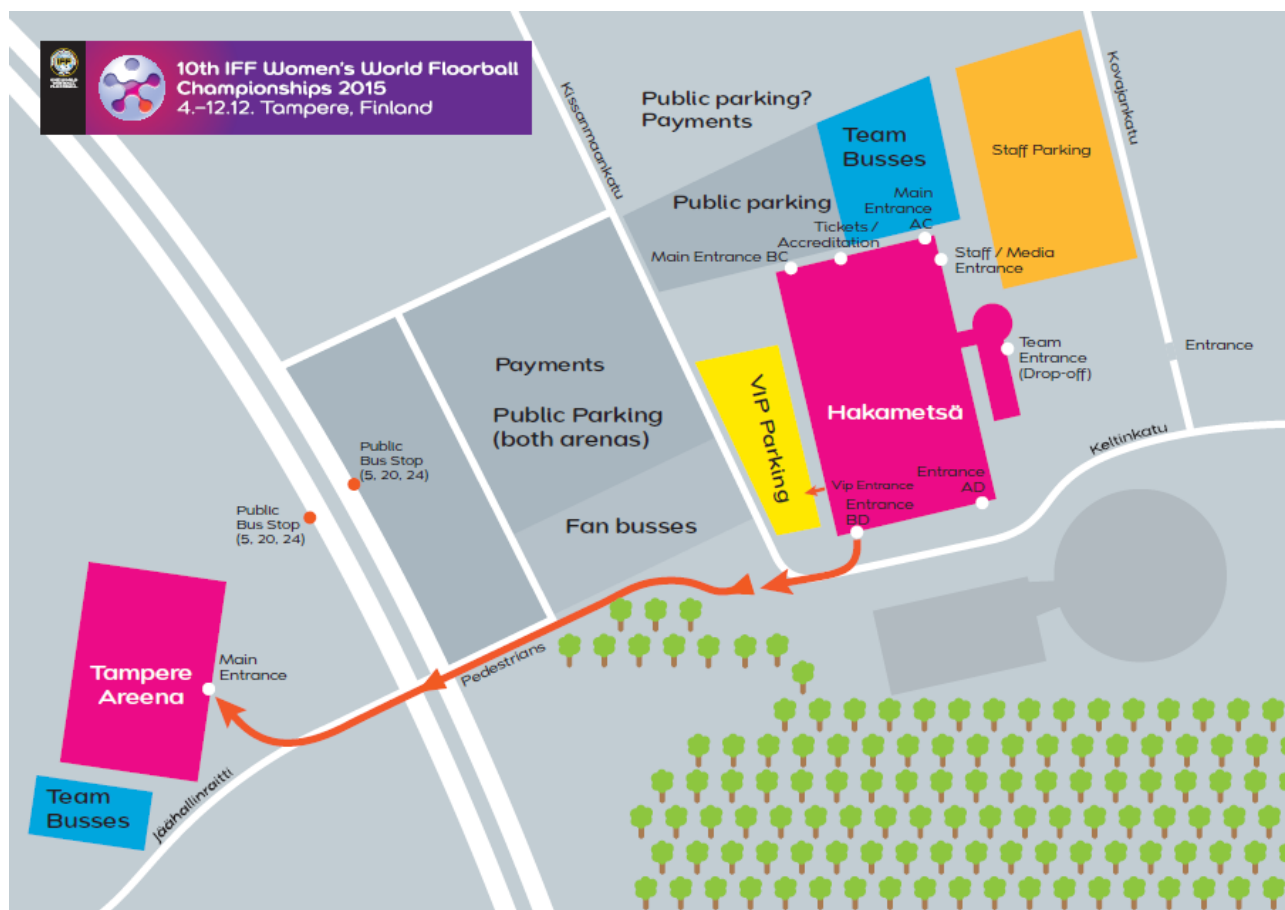 10th IFF Women's World Floorball
Championships 2015
4.–12.12. Tampere, Finland
Kissanmaankatu
Kovajankatu
Public parking?
Payments
Team
Busses
Staff Parking
Public parking
Main
Entrance
AC
Tickets /
Accreditation
Main Entrance BC
Staff / Media
Entrance
Team
Entrance
(Drop-off)
Entrance
Payments
Public Parking
(both arenas)
VIP Parking
Hakametsä
Keltinkatu
Public
Bus Stop
(5, 20, 24)
Public
Bus Stop
(5, 20, 24)
Vip Entrance
Entrance
BD
Entrance
AD
Fan busses
Pedestrians
Main
Entrance
Tampere
Areena
Team
Busses
Jäähallinraitti